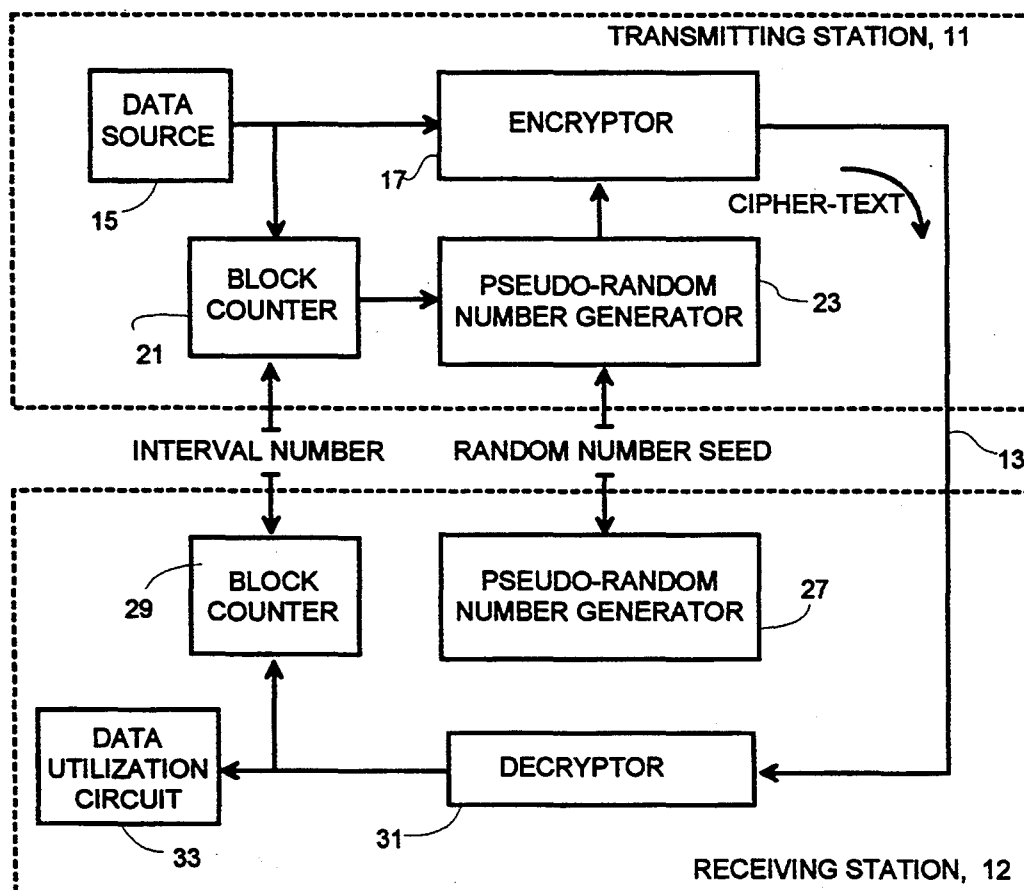 TRANSMITTING STATION, 11
DATA
SOURCE
15
ENCRYPTOR
17
CIPHER-TEXT
BLOCK
COUNTER
21
PSEUDO-RANDOM
NUMBER GENERATOR
23
INTERVAL NUMBER
RANDOM NUMBER SEED
13
BLOCK
COUNTER
29
PSEUDO-RANDOM
NUMBER GENERATOR
27
DATA
UTILIZATION
CIRCUIT
33
DECRYPTOR
31
RECEIVING STATION, 12